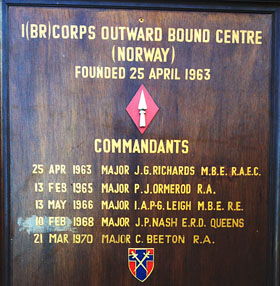 1(BR)CORPS OUTWARD BOUND CENTRE
(NORWAY)
FOUNDED 25 APRIL 1963
COMMANDANTS
25 APR 1963 MAJOR J.G.RICHARDS M.B.E. R.A.E.C.
13 FEB 1965 MAJOR P.J.ORMEROD R.A.
13 MAY 1966 MAJOR I.A.P.G.LEIGH M.B.E. R.E.
10 FEB 1968 MAJOR J.P.NASH E.R.D. QUEENS
21 MAR 1970 MAJOR C.BEETON R.A.